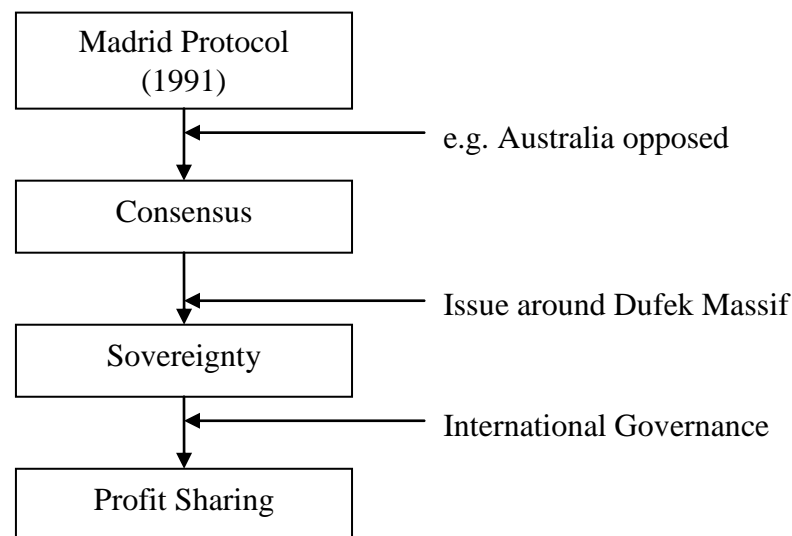 Madrid Protocol
(1991)
e.g. Australia opposed
Consensus
Issue around Dufek Massif
Sovereignty
International Governance
Profit Sharing